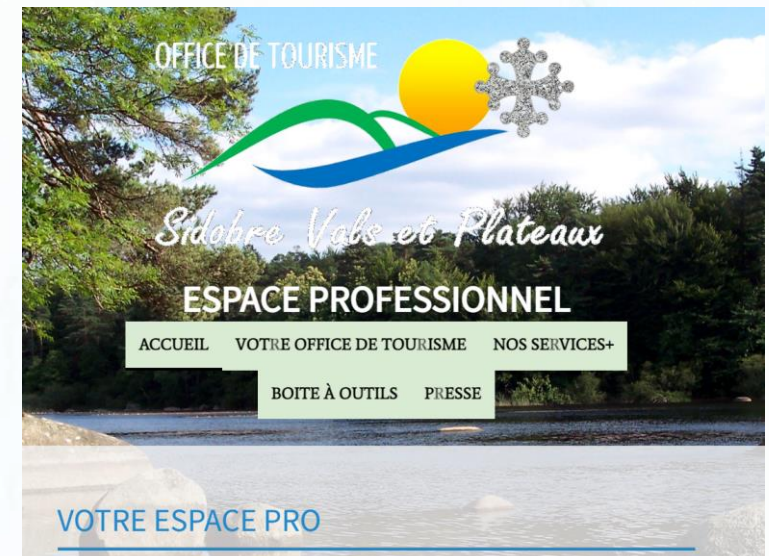 OFFICE DE TOURISME
Sidobre Vals et Plateaux
ESPACE PROFESSIONNEL
ACCUEIL VOTRE OFFICE DE TOURISME NOS SERVICES+
BOITE À OUTILS PRESSE
VOTRE ESPACE PRO